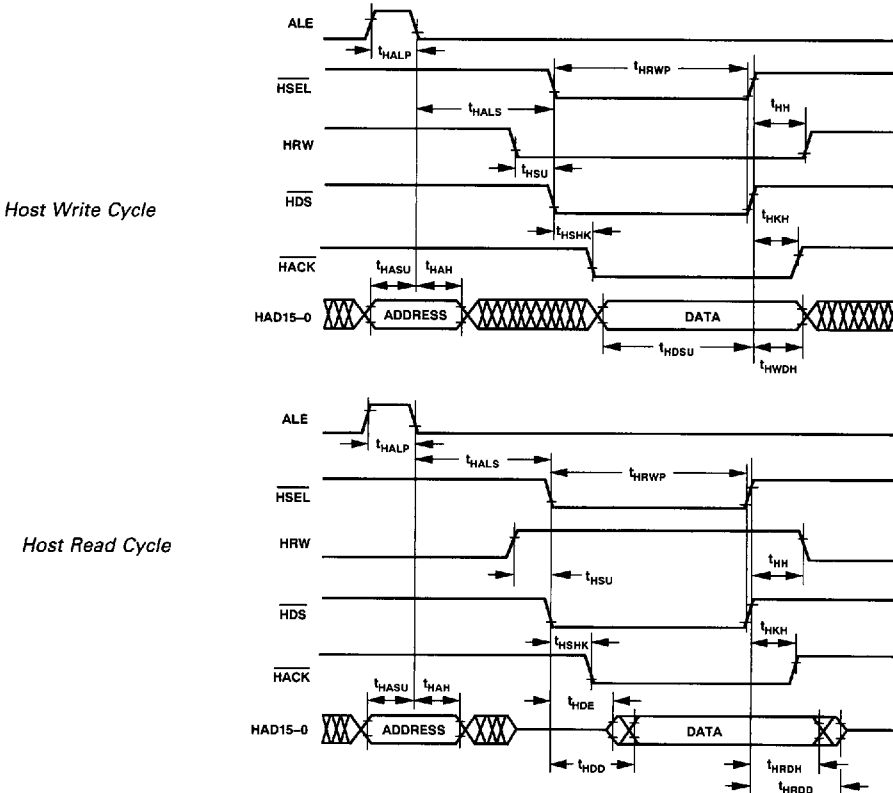 ALE
tHALP
HSEL
tHRWP
tHALS
tHH
HRW
tHSU
Host Write Cycle
HDS
tHSHK
tHKH
HACK
tHASU
tHAH
HAD15–0
ADDRESS
DATA
tHDSU
tHWDH
ALE
tHALP
tHALS
tHRWP
HSEL
Host Read Cycle
HRW
tHSU
tHH
HDS
tHSHK
tHKH
HACK
tHASU
tHAH
tHDE
HAD15–0
ADDRESS
DATA
tHDD
tHRDH
tHRDD